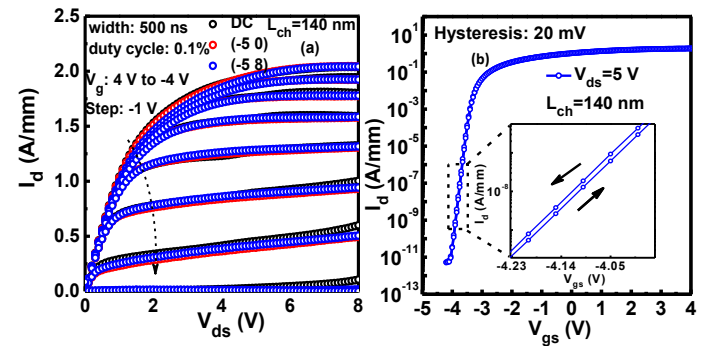 width: 500 ns
DC
L_ch=140 nm
duty cycle: 0.1%
(-5 0)
(a)
V_g: 4 V to -4 V
(-5 8)
Step: -1 V
I_d (A/mm)
2.5
2.0
1.5
1.0
0.5
0.0
0
2
4
6
8
V_ds (V)
Hysteresis: 20 mV
(b)
V_ds=5 V
L_ch=140 nm
I_d (A/mm)
10^1
10^-1
10^-3
10^-5
10^-7
10^-9
10^-11
10^-13
-5
-4
-3
-2
-1
0
1
2
3
4
V_gs (V)
I_d (A/mm)
10^-8
-4.23
-4.14
-4.05
V_gs (V)